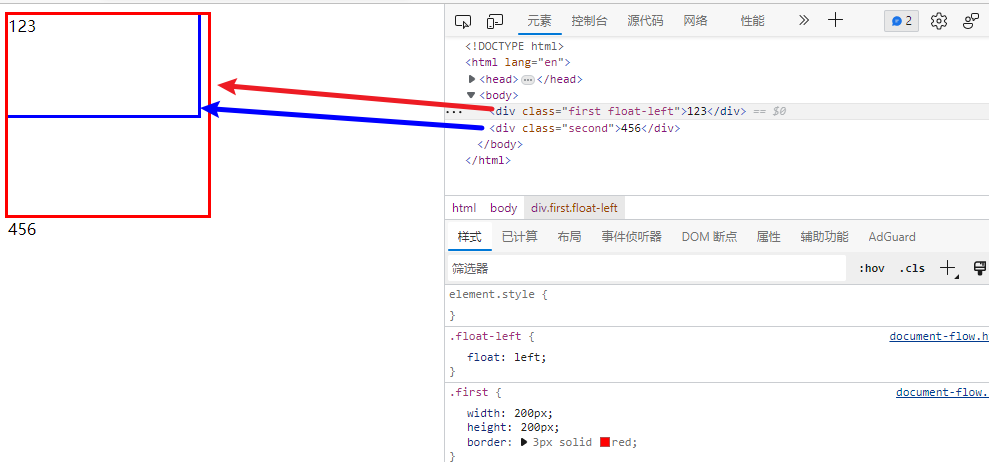 123
456
元素 控制台 源代码 网络 性能 2
<!DOCTYPE html>
<html lang="en">
<head>…</head>
<body>
<div class="first float-left">123</div> == $0
<div class="second">456</div>
</body>
</html>
html body div.first.float-left
样式 已计算 布局 事件侦听器 DOM 断点 属性 辅助功能 AdGuard
筛选器 :hov .cls
element.style {
}
.float-left { document-flow.h
float: left;
}
.first { document-flow.
width: 200px;
height: 200px;
border: 3px solid red;
}